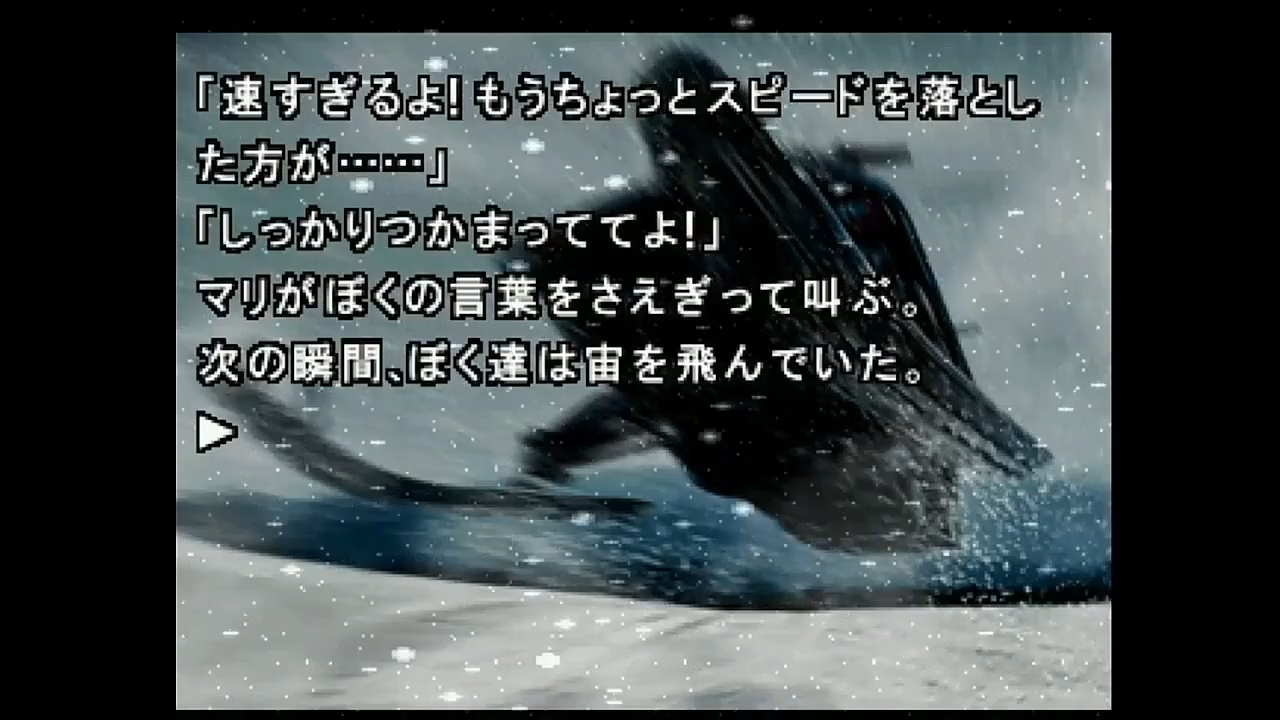 「速すぎるよ!もうちょっとスピードを落とし
た方が……」
「しっかりつかまっててよ!」
マリがぼくの言葉をさえぎって叫ぶ。
次の瞬間、ぼく達は宙を飛んでいた。